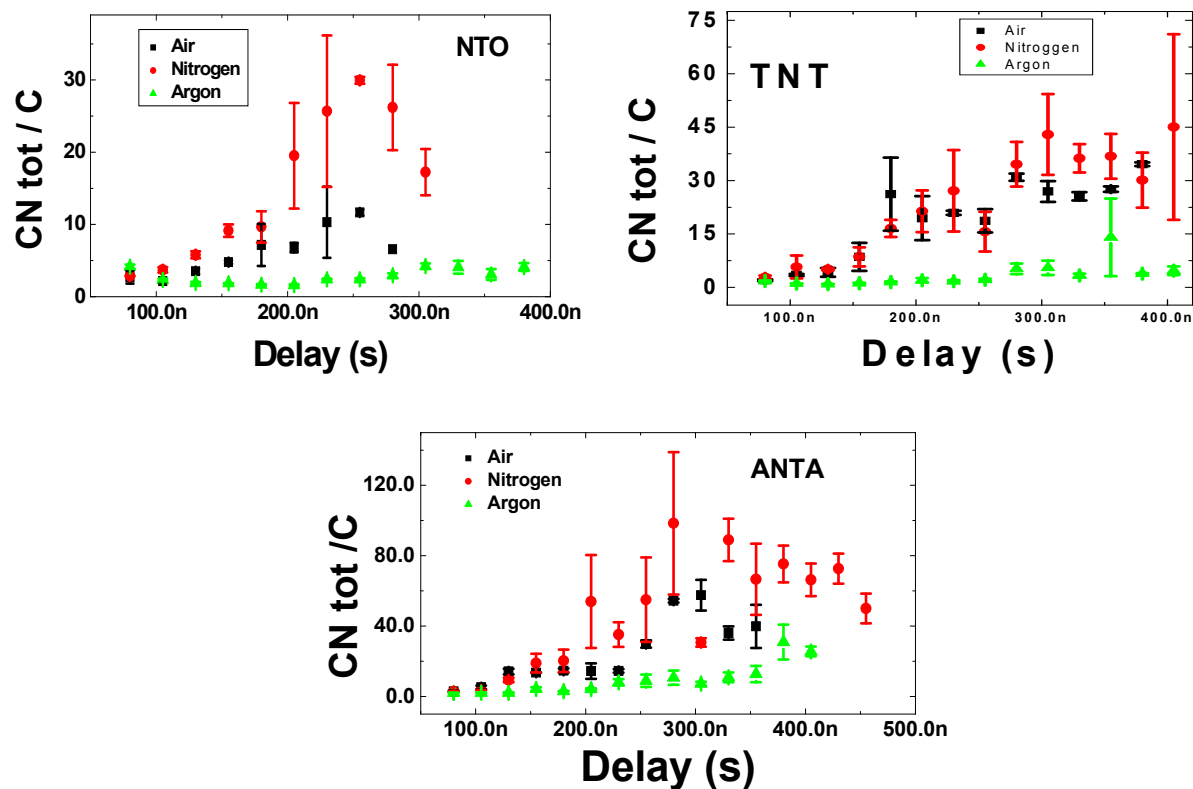 NTO
Air
Nitrogen
Argon
CN tot / C
30
20
10
0
100.0n 200.0n 300.0n 400.0n
Delay (s)
TNT
Air
Nitroggen
Argon
CN tot / C
75
60
45
30
15
0
100.0n 200.0n 300.0n 400.0n
Delay (s)
ANTA
Air
Nitrogen
Argon
CN tot /C
120.0
80.0
40.0
0.0
100.0n 200.0n 300.0n 400.0n 500.0n
Delay (s)